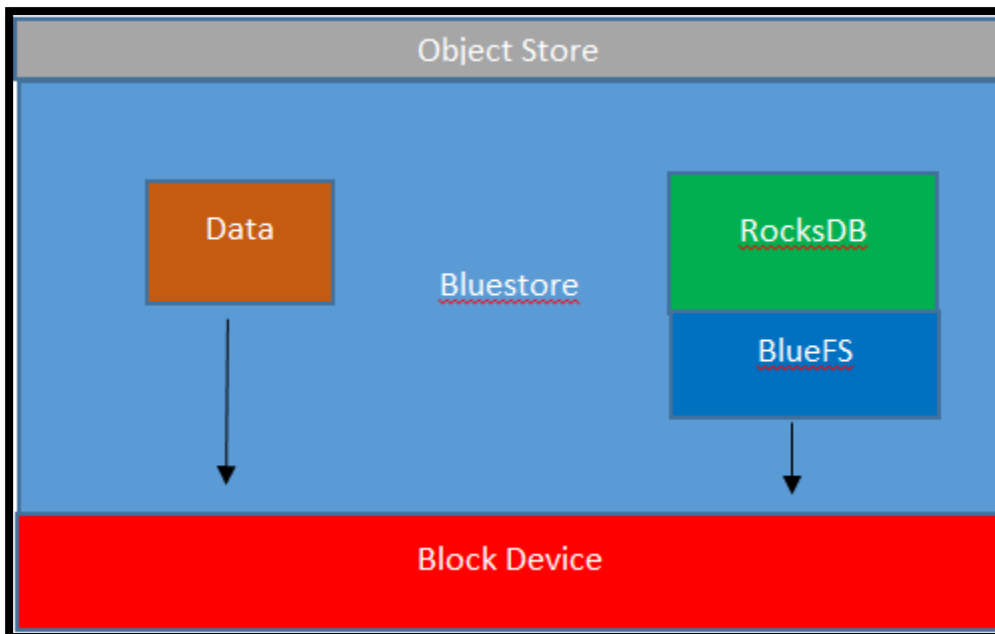 Object Store
Data
RocksDB
Bluestore
BlueFS
Block Device